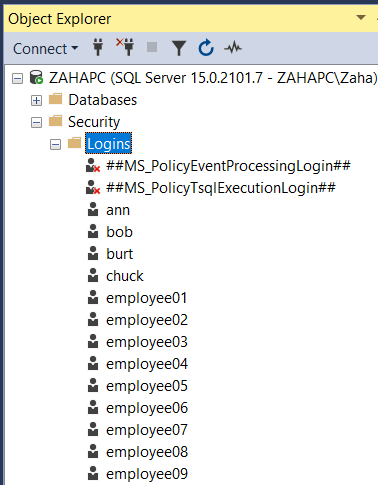 Object Explorer
Connect
ZAHAPC (SQL Server 15.0.2101.7 - ZAHAPC\Zaha)
Databases
Security
Logins
##MS_PolicyEventProcessingLogin##
##MS_PolicyTsqlExecutionLogin##
ann
bob
burt
chuck
employee01
employee02
employee03
employee04
employee05
employee06
employee07
employee08
employee09